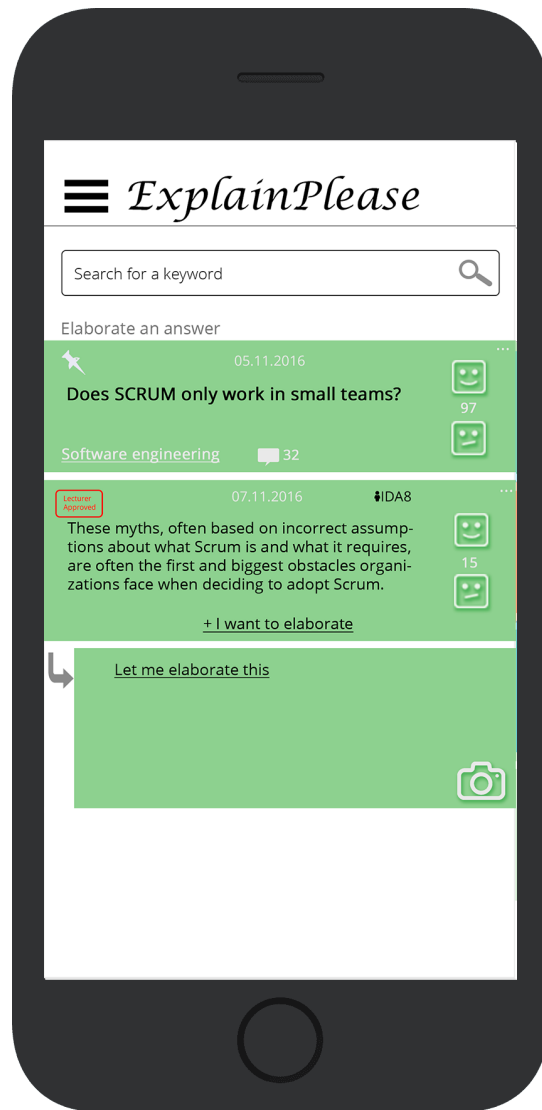 ExplainPlease
Search for a keyword
Elaborate an answer
05.11.2016
Does SCRUM only work in small teams?
97
Software engineering
32
Lecturer
Approved
07.11.2016
IDA8
These myths, often based on incorrect assump-
tions about what Scrum is and what it requires,
are often the first and biggest obstacles organi-
zations face when deciding to adopt Scrum.
15
+ I want to elaborate
Let me elaborate this